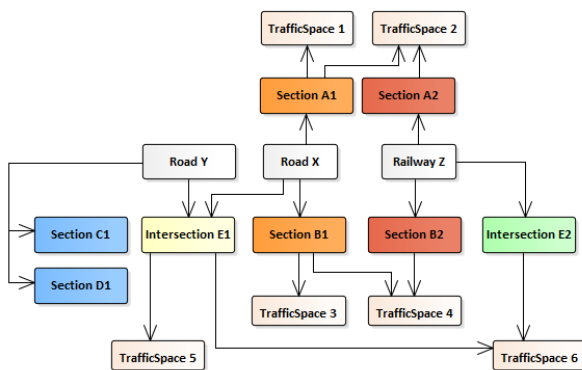 TrafficSpace 1
TrafficSpace 2
Section A1
Section A2
Road Y
Road X
Railway Z
Section C1
Intersection E1
Section B1
Section B2
Intersection E2
Section D1
TrafficSpace 3
TrafficSpace 4
TrafficSpace 5
TrafficSpace 6